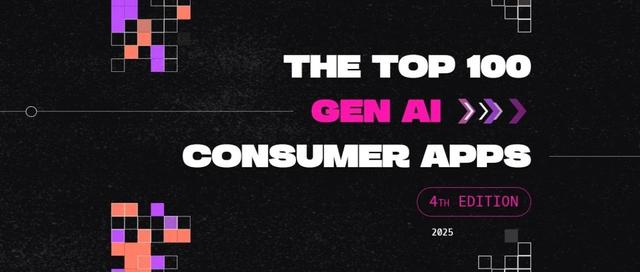 THE TOP 100
GEN AI
CONSUMER APPS
4TH EDITION
2025